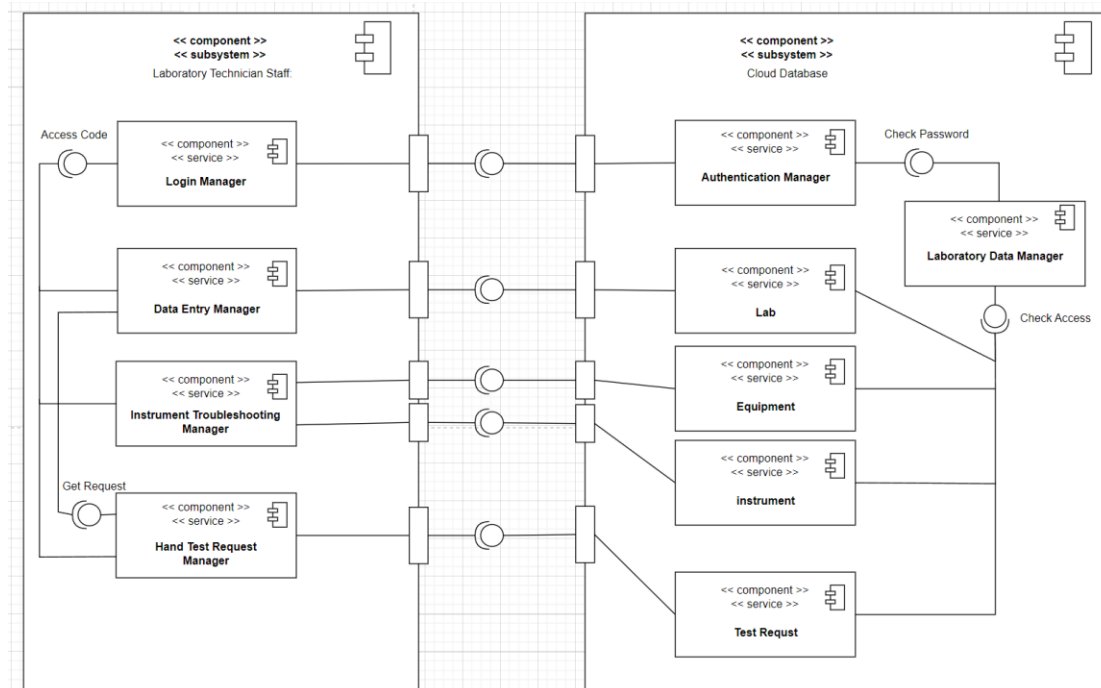 << component >>
<< subsystem >>
Laboratory Technician Staff:
Access Code
<< component >>
<< service >>
Login Manager
<< component >>
<< service >>
Data Entry Manager
<< component >>
<< service >>
Instrument Troubleshooting
Manager
Get Request
<< component >>
<< service >>
Hand Test Request
Manager
<< component >>
<< subsystem >>
Cloud Database
<< component >>
<< service >>
Authentication Manager
Check Password
<< component >>
<< service >>
Laboratory Data Manager
Check Access
<< component >>
<< service >>
Lab
<< component >>
<< service >>
Equipment
<< component >>
<< service >>
instrument
<< component >>
<< service >>
Test Requst